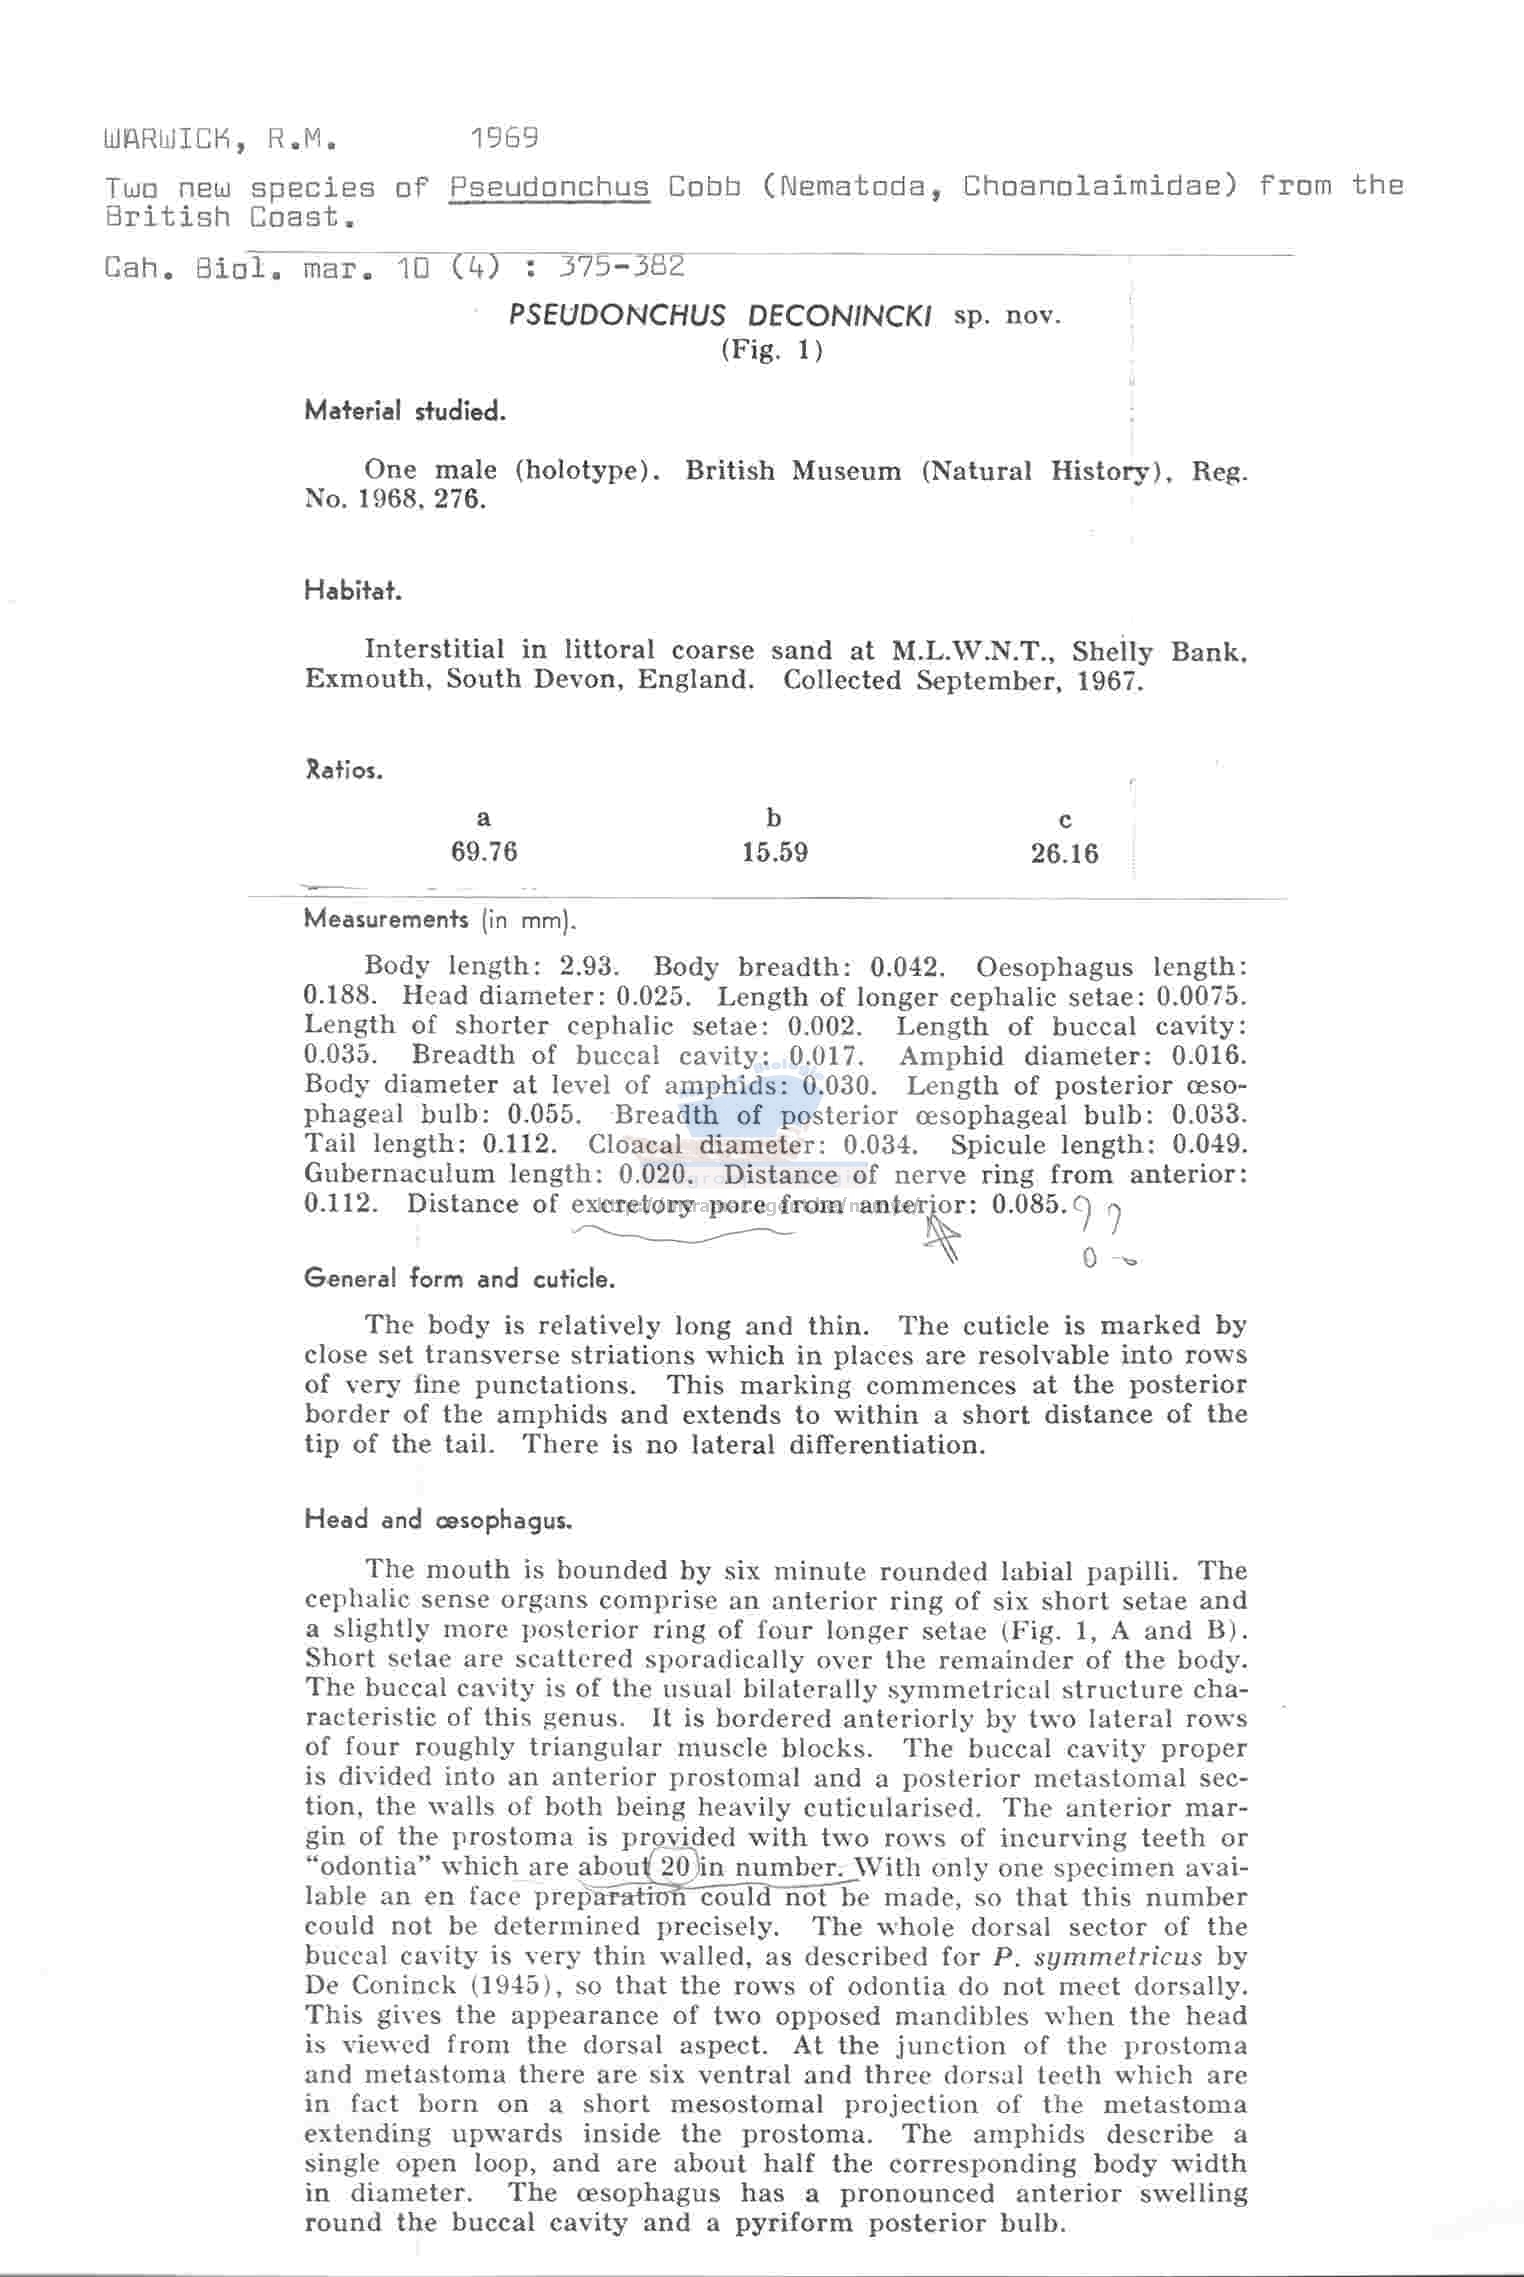 WARWICK, R.M. 1969
Two new species of Pseudonchus Cobb (Nematoda, Choanolaimidae) from the
British Coast.
Cah. Biol. mar. 10 (4) : 375-382
PSEUDONCHUS DECONINCKI sp. nov.
(Fig. 1)
Material studied.
One male (holotype). British Museum (Natural History), Reg.
No. 1968, 276.
Habitat.
Interstitial in littoral coarse sand at M.L.W.N.T., Shelly Bank,
Exmouth, South Devon, England. Collected September, 1967.
Ratios.
a b c
69.76 15.59 26.16
Measurements (in mm).
Body length: 2.93. Body breadth: 0.042. Oesophagus length:
0.188. Head diameter: 0.025. Length of longer cephalic setae: 0.0075.
Length of shorter cephalic setae: 0.002. Length of buccal cavity:
0.035. Breadth of buccal cavity: 0.017. Amphid diameter: 0.016.
Body diameter at level of amphids: 0.030. Length of posterior œso-
phageal bulb: 0.055. Breadth of posterior œsophageal bulb: 0.033.
Tail length: 0.112. Cloacal diameter: 0.034. Spicule length: 0.049.
Gubernaculum length: 0.020. Distance of nerve ring from anterior:
0.112. Distance of excretory pore from anterior: 0.085. ? ?
General form and cuticle.
The body is relatively long and thin. The cuticle is marked by
close set transverse striations which in places are resolvable into rows
of very fine punctations. This marking commences at the posterior
border of the amphids and extends to within a short distance of the
tip of the tail. There is no lateral differentiation.
Head and œsophagus.
The mouth is bounded by six minute rounded labial papilli. The
cephalic sense organs comprise an anterior ring of six short setae and
a slightly more posterior ring of four longer setae (Fig. 1, A and B).
Short setae are scattered sporadically over the remainder of the body.
The buccal cavity is of the usual bilaterally symmetrical structure cha-
racteristic of this genus. It is bordered anteriorly by two lateral rows
of four roughly triangular muscle blocks. The buccal cavity proper
is divided into an anterior prostomal and a posterior metastomal sec-
tion, the walls of both being heavily cuticularised. The anterior mar-
gin of the prostoma is provided with two rows of incurving teeth or
“odontia” which are about 20 in number. With only one specimen avai-
lable an en face preparation could not be made, so that this number
could not be determined precisely. The whole dorsal sector of the
buccal cavity is very thin walled, as described for P. symmetricus by
De Coninck (1945), so that the rows of odontia do not meet dorsally.
This gives the appearance of two opposed mandibles when the head
is viewed from the dorsal aspect. At the junction of the prostoma
and metastoma there are six ventral and three dorsal teeth which are
in fact born on a short mesostomal projection of the metastoma
extending upwards inside the prostoma. The amphids describe a
single open loop, and are about half the corresponding body width
in diameter. The œsophagus has a pronounced anterior swelling
round the buccal cavity and a pyriform posterior bulb.